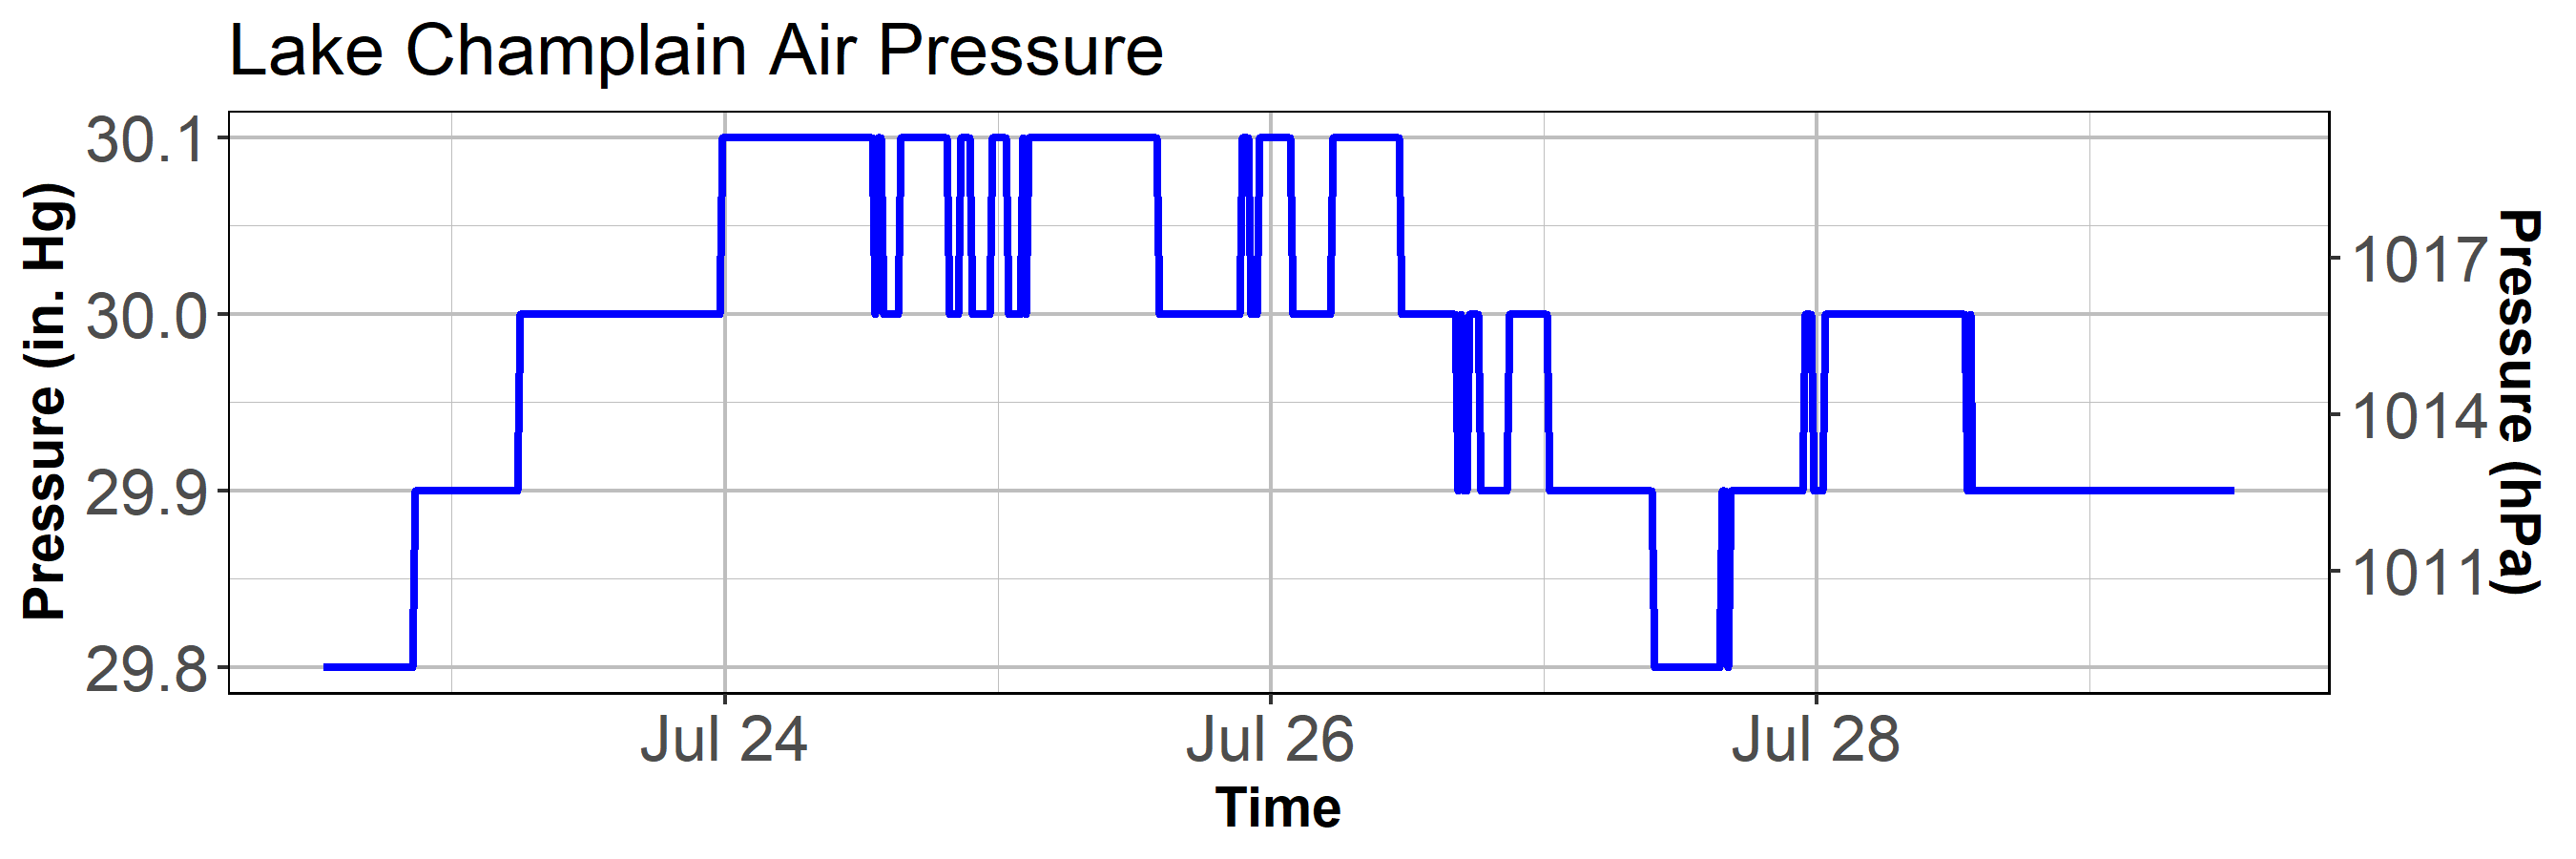 Lake Champlain Air Pressure
Pressure (in. Hg)
30.1
30.0
29.9
29.8
1017
1014
1011
Pressure (hPa)
Jul 24
Jul 26
Jul 28
Time